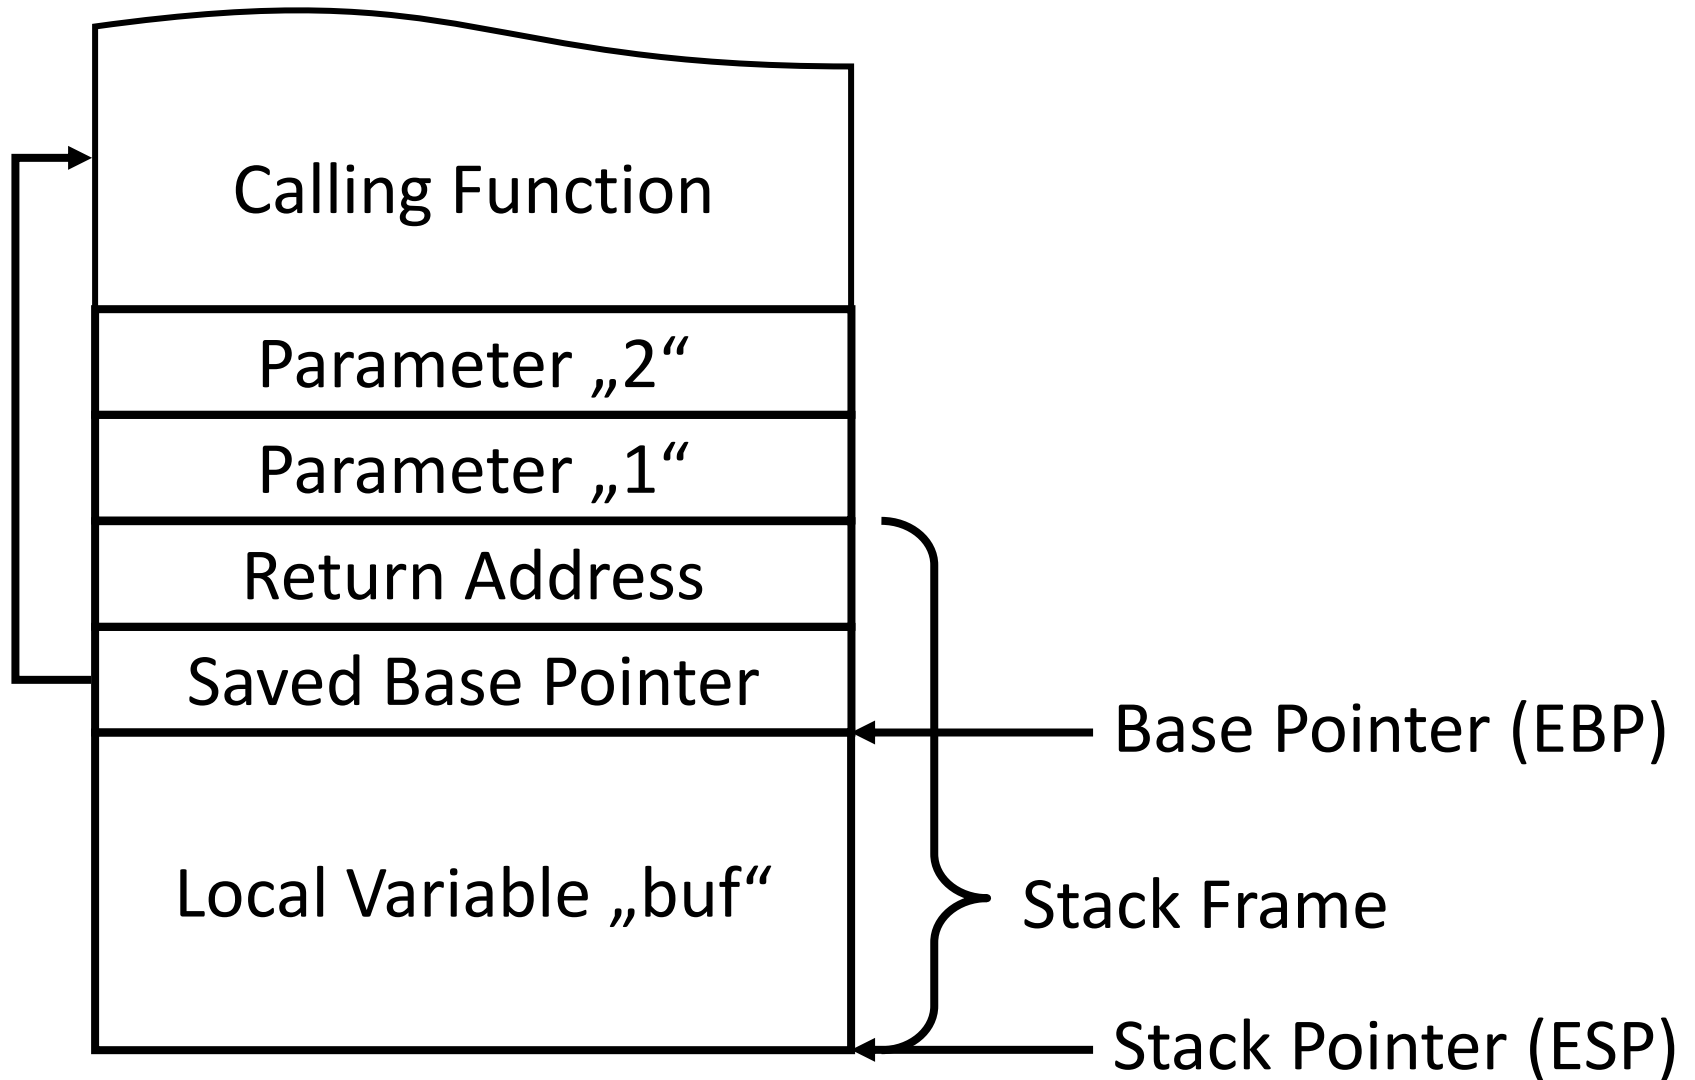 Calling Function
Parameter „2“
Parameter „1“
Return Address
Saved Base Pointer
Base Pointer (EBP)
Local Variable „buf“
Stack Frame
Stack Pointer (ESP)